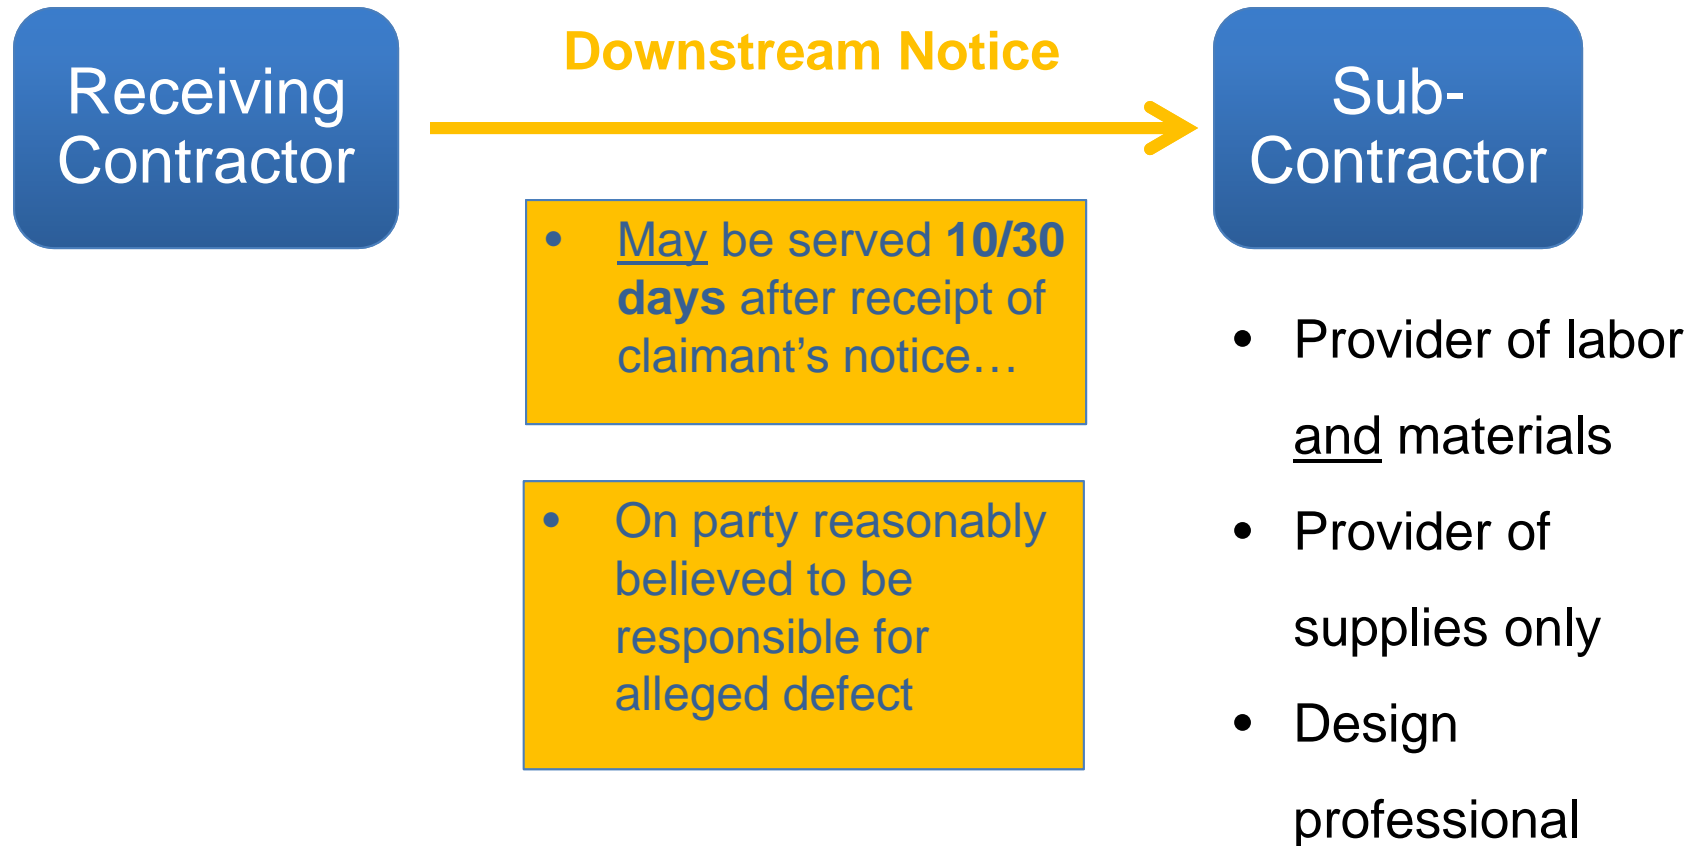 Receiving
Contractor
Downstream Notice
Sub-
Contractor
• May be served 10/30
days after receipt of
claimant’s notice…
• On party reasonably
believed to be
responsible for
alleged defect
• Provider of labor
and materials
• Provider of
supplies only
• Design
professional